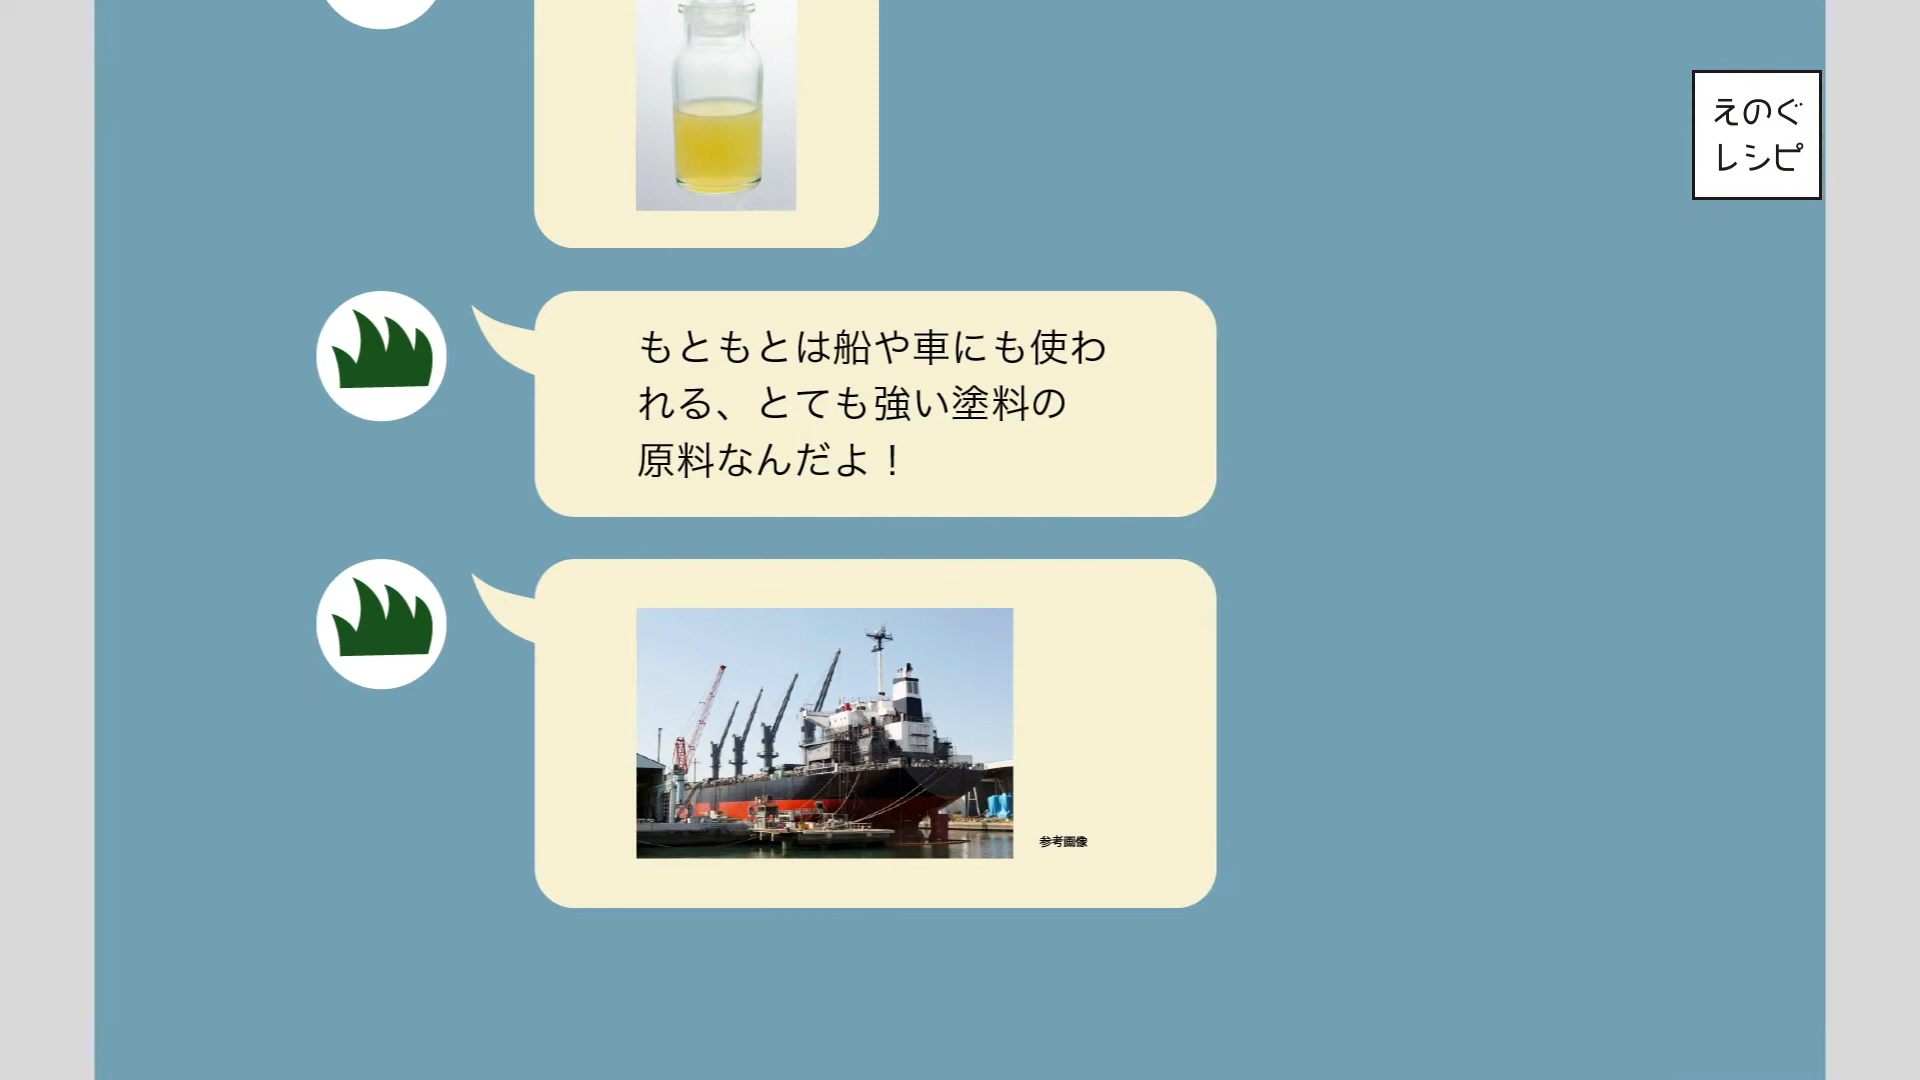 えのぐ
レシピ
もともとは船や車にも使わ
れる、とても強い塗料の
原料なんだよ！
参考画像